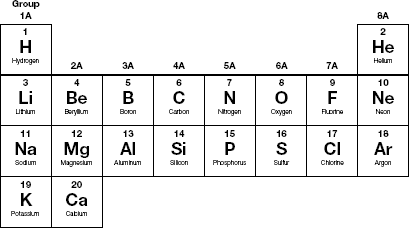 Group
1A 8A
1 2
H He
Hydrogen 2A 3A 4A 5A 6A 7A Helium
3 4 5 6 7 8 9 10
Li Be B C N O F Ne
Lithium Beryllium Boron Carbon Nitrogen Oxygen Fluorine Neon
11 12 13 14 15 16 17 18
Na Mg Al Si P S Cl Ar
Sodium Magnesium Aluminum Silicon Phosphorus Sulfur Chlorine Argon
19 20
K Ca
Potassium Calcium